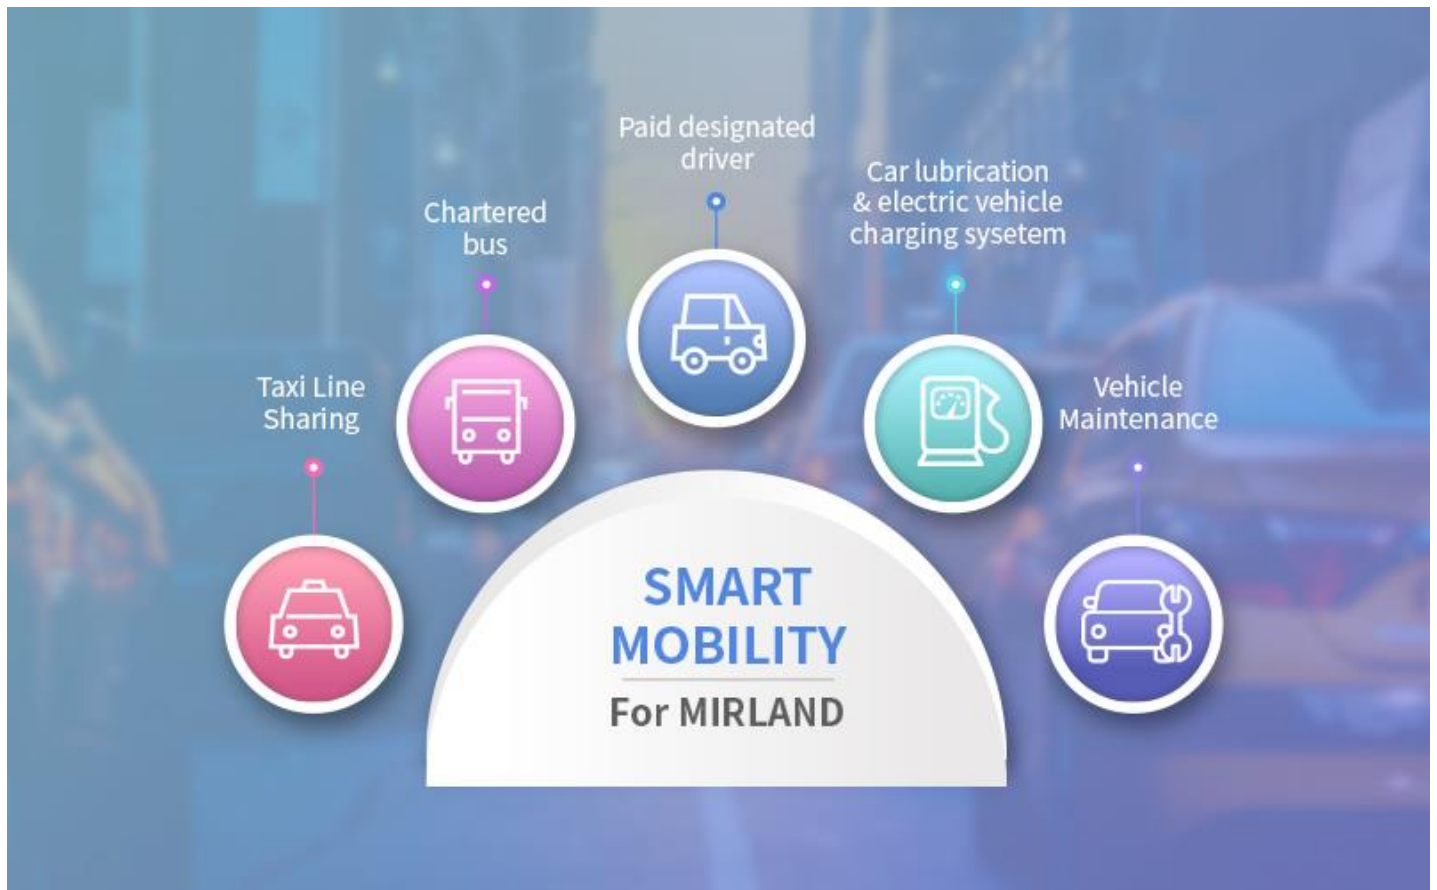 Paid designated
driver
Car lubrication
& electric vehicle
charging sysetem
Chartered
bus
Taxi Line
Sharing
Vehicle
Maintenance
SMART
MOBILITY
For MIRLAND